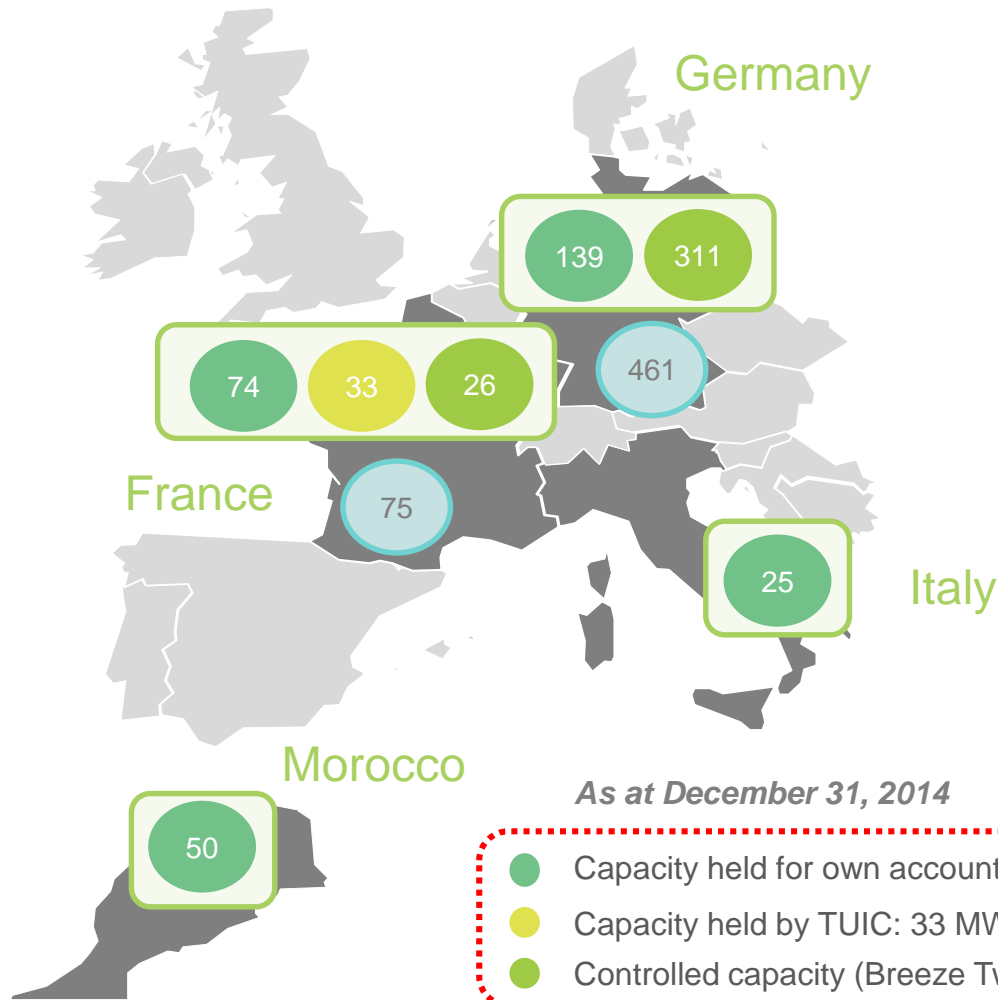 Germany
139 311
461
74 33 26
France
75
25
Italy
Morocco
50
As at December 31, 2014
Capacity held for own account
Capacity held by TUIC: 33 MW
Controlled capacity (Breeze Tw